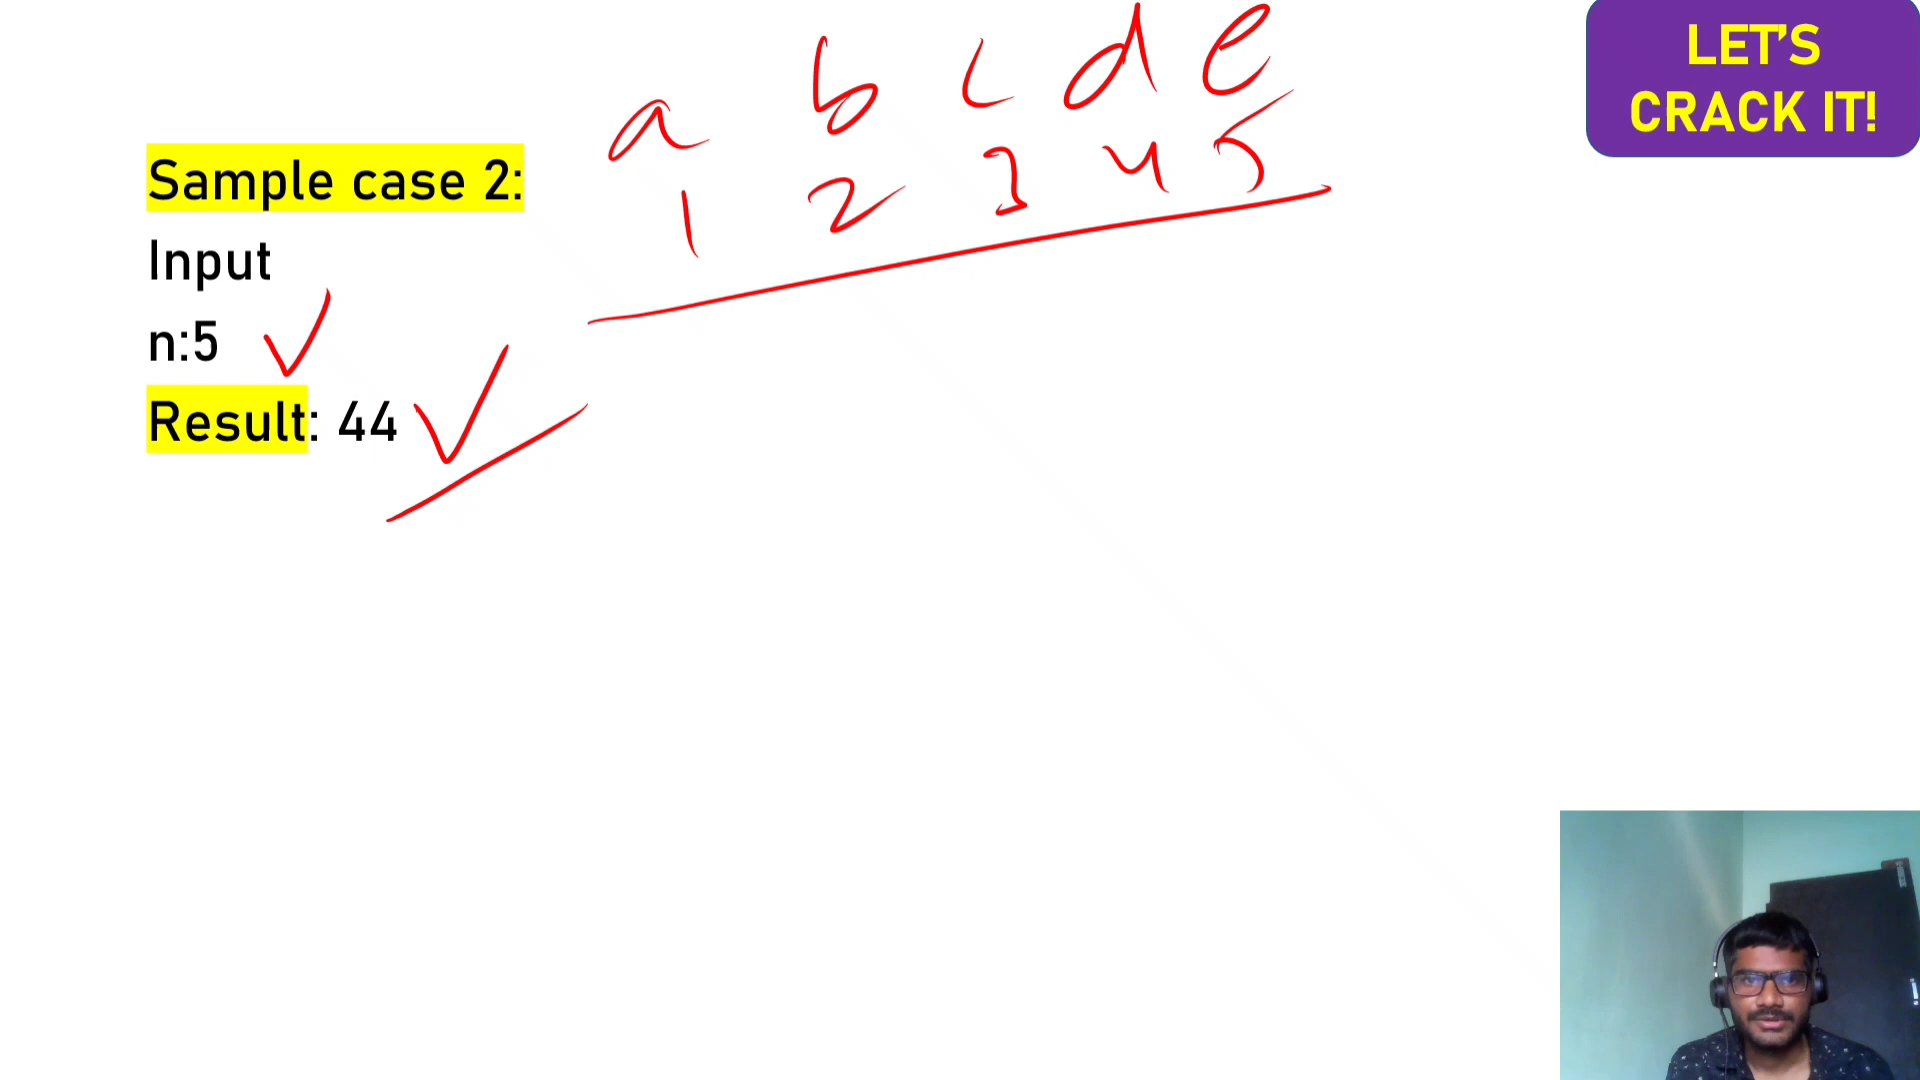 a b c d e
1 2 3 4 5
LET'S
CRACK IT!
Sample case 2:
Input
n:5
Result: 44